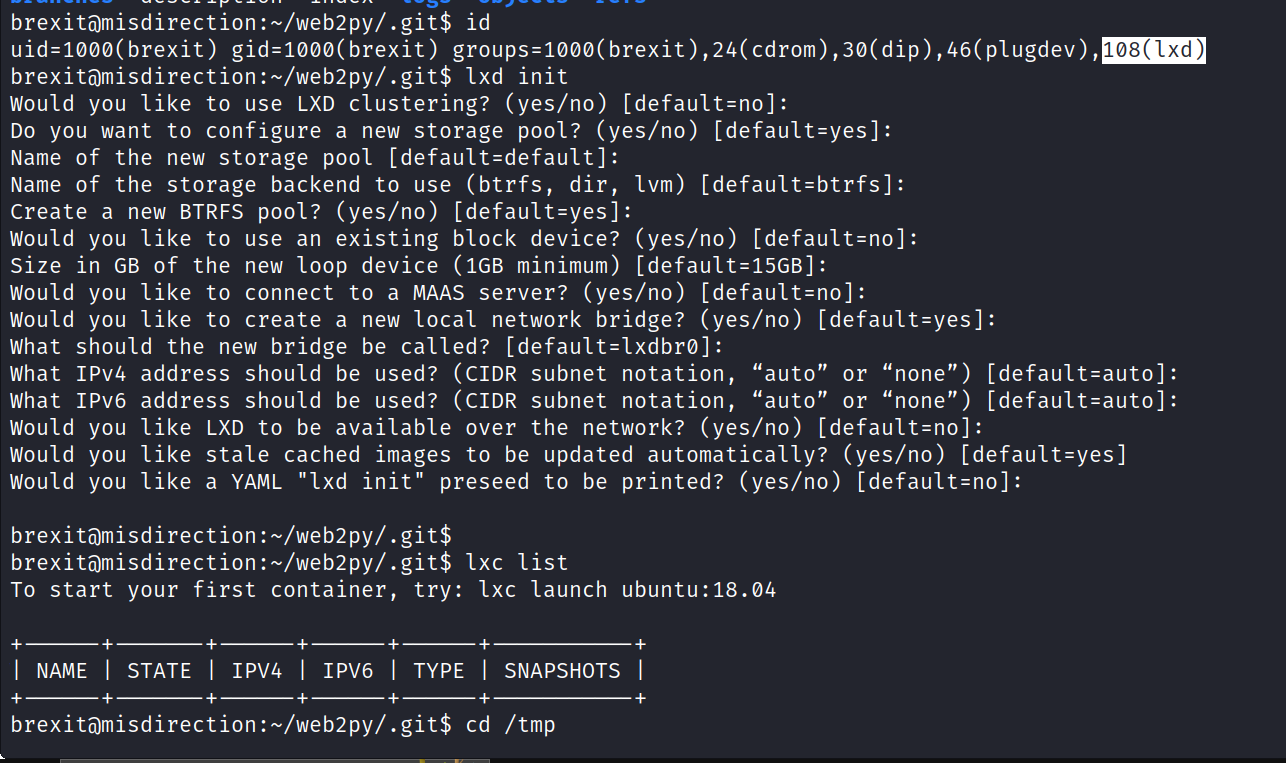 branches description index logs objects refs
brexit@misdirection:~/web2py/.git$ id
uid=1000(brexit) gid=1000(brexit) groups=1000(brexit),24(cdrom),30(dip),46(plugdev),108(lxd)
brexit@misdirection:~/web2py/.git$ lxd init
Would you like to use LXD clustering? (yes/no) [default=no]:
Do you want to configure a new storage pool? (yes/no) [default=yes]:
Name of the new storage pool [default=default]:
Name of the storage backend to use (btrfs, dir, lvm) [default=btrfs]:
Create a new BTRFS pool? (yes/no) [default=yes]:
Would you like to use an existing block device? (yes/no) [default=no]:
Size in GB of the new loop device (1GB minimum) [default=15GB]:
Would you like to connect to a MAAS server? (yes/no) [default=no]:
Would you like to create a new local network bridge? (yes/no) [default=yes]:
What should the new bridge be called? [default=lxdbr0]:
What IPv4 address should be used? (CIDR subnet notation, “auto” or “none”) [default=auto]:
What IPv6 address should be used? (CIDR subnet notation, “auto” or “none”) [default=auto]:
Would you like LXD to be available over the network? (yes/no) [default=no]:
Would you like stale cached images to be updated automatically? (yes/no) [default=yes]
Would you like a YAML "lxd init" preseed to be printed? (yes/no) [default=no]:
brexit@misdirection:~/web2py/.git$
brexit@misdirection:~/web2py/.git$ lxc list
To start your first container, try: lxc launch ubuntu:18.04
+------+-------+------+------+------+-----------+
| NAME | STATE | IPV4 | IPV6 | TYPE | SNAPSHOTS |
+------+-------+------+------+------+-----------+
brexit@misdirection:~/web2py/.git$ cd /tmp